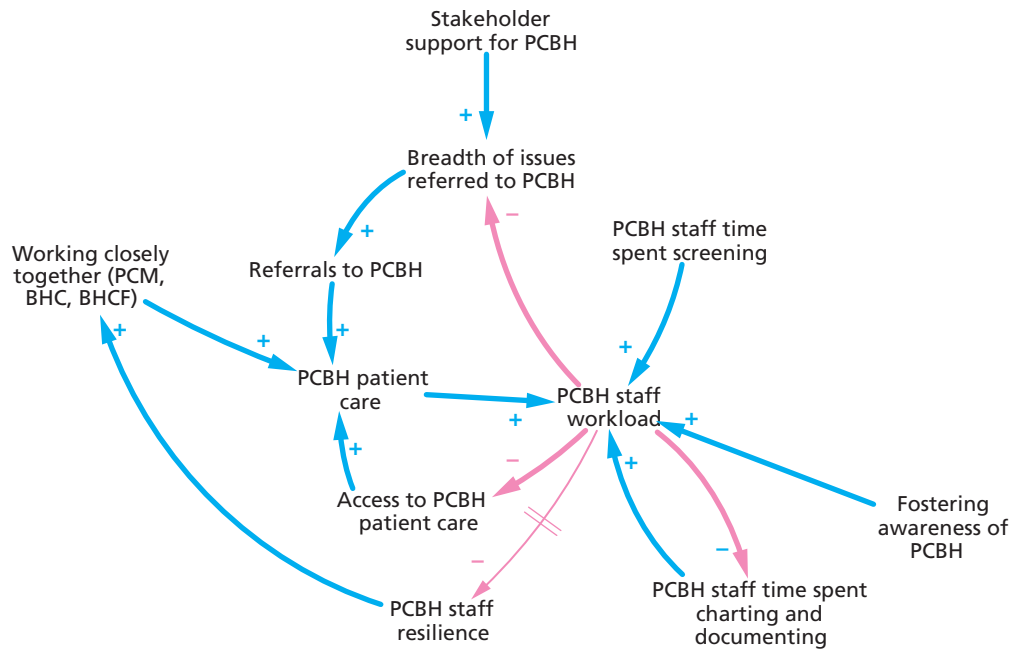 Stakeholder
support for PCBH
+
Breadth of issues
referred to PCBH
−
+
PCBH staff time
spent screening
Working closely
together (PCM,
BHC, BHCF)
Referrals to PCBH
+
+
+
+
PCBH patient
care
+
PCBH staff
workload
+
+
−
+
Access to PCBH
patient care
Fostering
awareness of
PCBH
−
−
PCBH staff time spent
charting and
documenting
PCBH staff
resilience